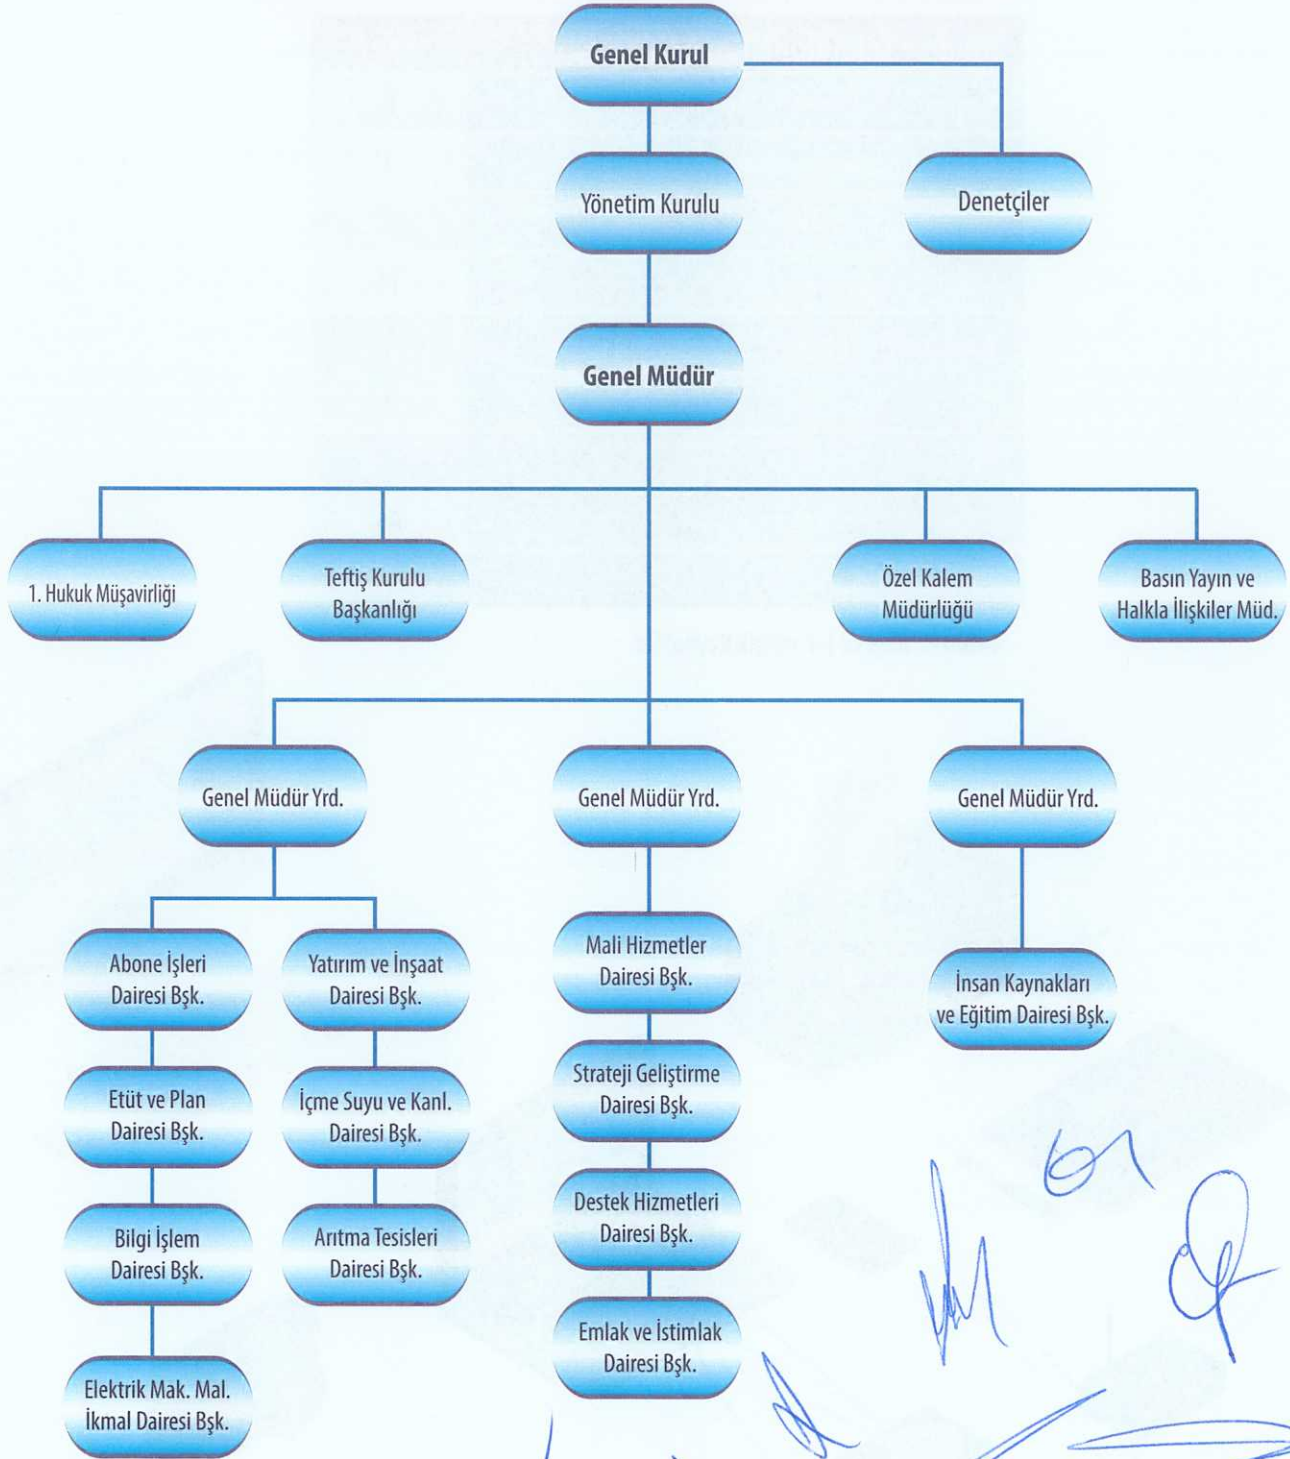 Genel Kurul
Yönetim Kurulu
Denetçiler
Genel Müdür
1. Hukuk Müşavirliği
Teftiş Kurulu
Başkanlığı
Özel Kalem
Müdürlüğü
Basın Yayın ve
Halkla İlişkiler Müd.
Genel Müdür Yrd.
Genel Müdür Yrd.
Genel Müdür Yrd.
Abone İşleri
Dairesi Bşk.
Yatırım ve İnşaat
Dairesi Bşk.
Mali Hizmetler
Dairesi Bşk.
İnsan Kaynakları
ve Eğitim Dairesi Bşk.
Etüt ve Plan
Dairesi Bşk.
İçme Suyu ve Kanl.
Dairesi Bşk.
Strateji Geliştirme
Dairesi Bşk.
Bilgi İşlem
Dairesi Bşk.
Arıtma Tesisleri
Dairesi Bşk.
Destek Hizmetleri
Dairesi Bşk.
Elektrik Mak. Mal.
İkmal Dairesi Bşk.
Emlak ve İstimlak
Dairesi Bşk.